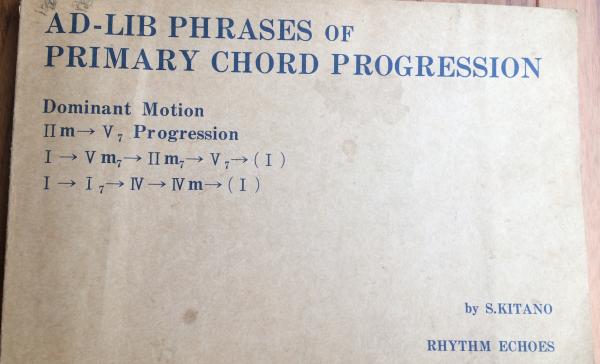 AD-LIB PHRASES OF
PRIMARY CHORD PROGRESSION
Dominant Motion
Ⅱm→ Ⅴ₇ Progression
Ⅰ → Ⅴm₇→ Ⅱm₇→ Ⅴ₇→ (Ⅰ)
Ⅰ → Ⅰ₇→ Ⅳ→ Ⅳm→ (Ⅰ)
by S.KITANO
RHYTHM ECHOES